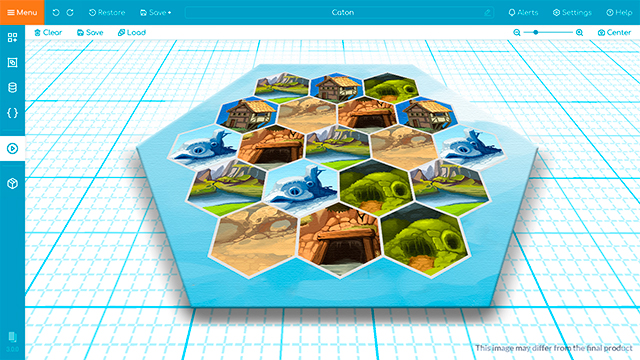 Menu
Restore
Save
Caton
Alerts
Settings
Help
Clear
Save
Load
Center
This image may differ from the final product